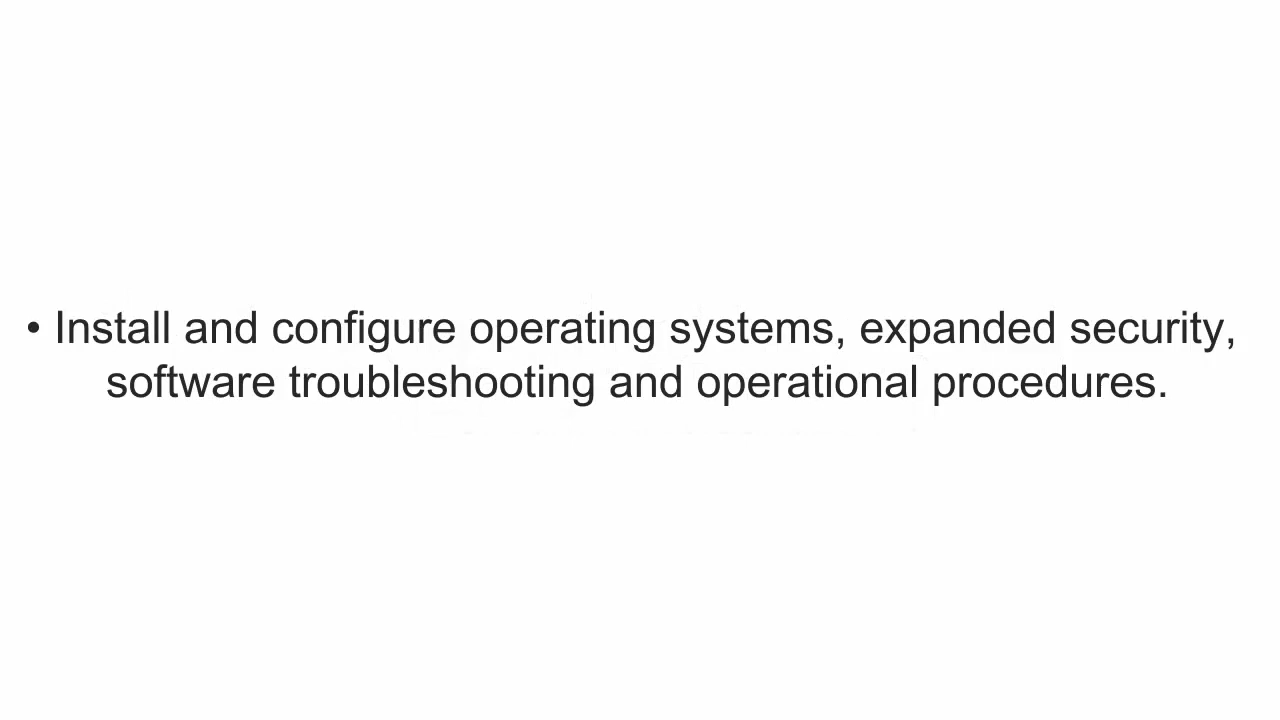 • Install and configure operating systems, expanded security,
software troubleshooting and operational procedures.